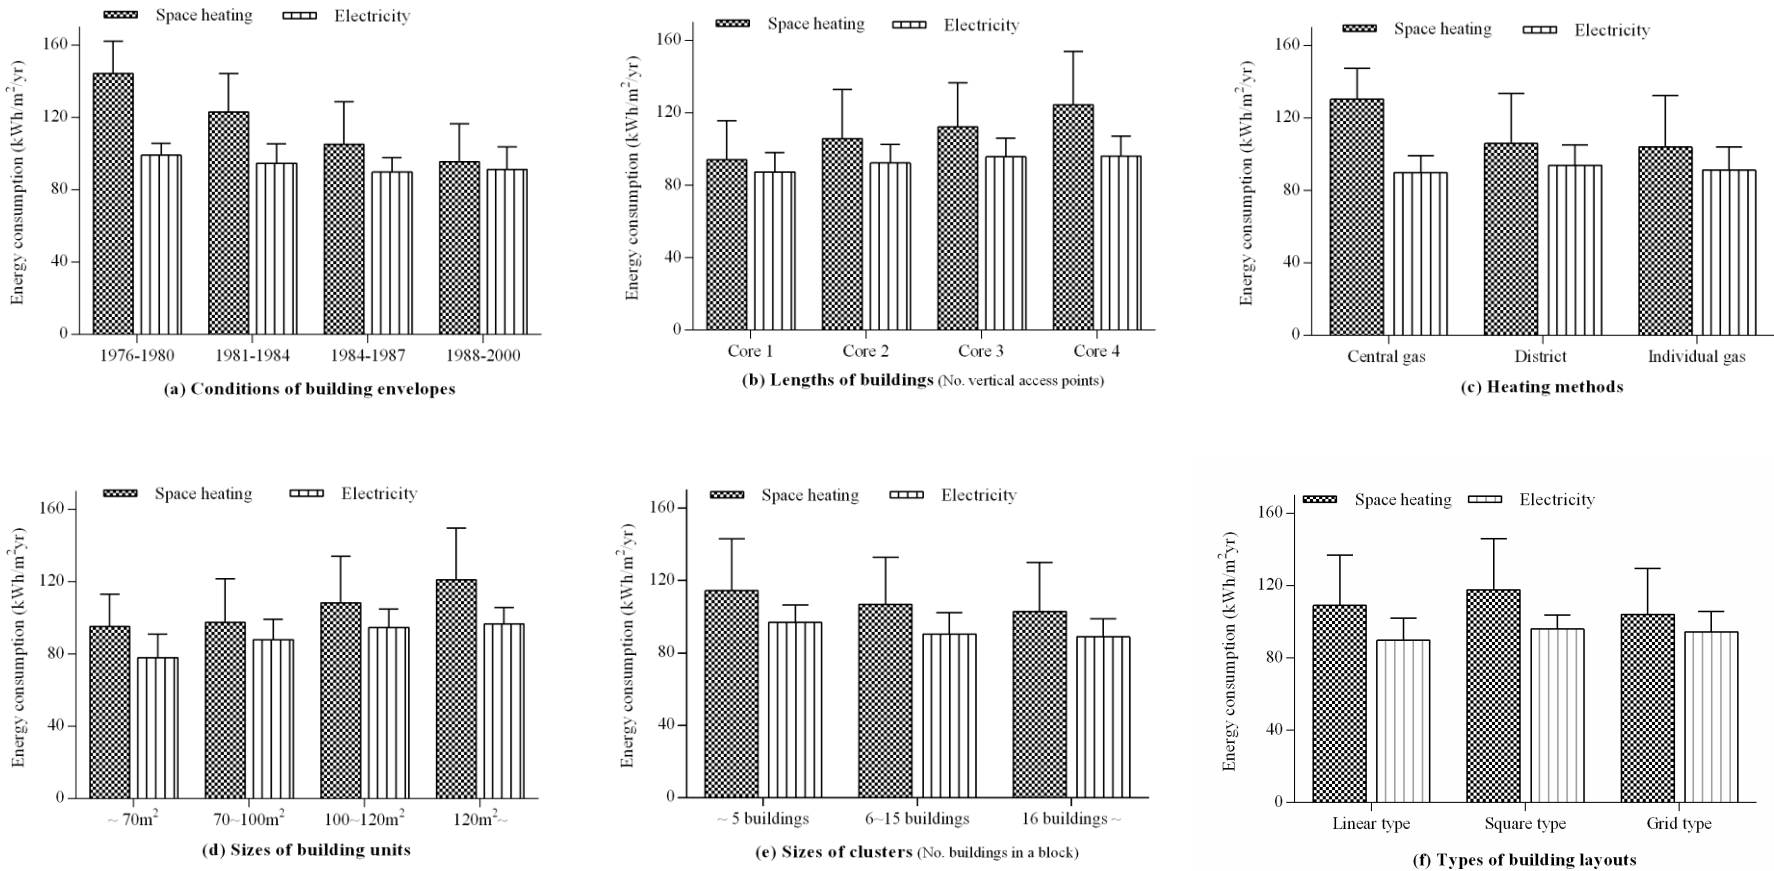 Space heating Electricity
Energy consumption (kWh/m²/yr)
160
120
80
40
0
1976-1980 1981-1984 1984-1987 1988-2000
(a) Conditions of building envelopes
Space heating Electricity
Energy consumption (kWh/m²/yr)
160
120
80
40
0
Core 1 Core 2 Core 3 Core 4
(b) Lengths of buildings (No. vertical access points)
Space heating Electricity
Energy consumption (kWh/m²/yr)
160
120
80
40
0
Central gas District Individual gas
(c) Heating methods
Space heating Electricity
Energy consumption (kWh/m²yr)
160
120
80
40
0
~ 70m² 70~100m² 100~120m² 120m²~
(d) Sizes of building units
Space heating Electricity
Energy consumption (kWh/m²/yr)
160
120
80
40
0
~ 5 buildings 6~15 buildings 16 buildings ~
(e) Sizes of clusters (No. buildings in a block)
Space heating Electricity
Energy consumption (kWh/m²yr)
160
120
80
40
0
Linear type Square type Grid type
(f) Types of building layouts